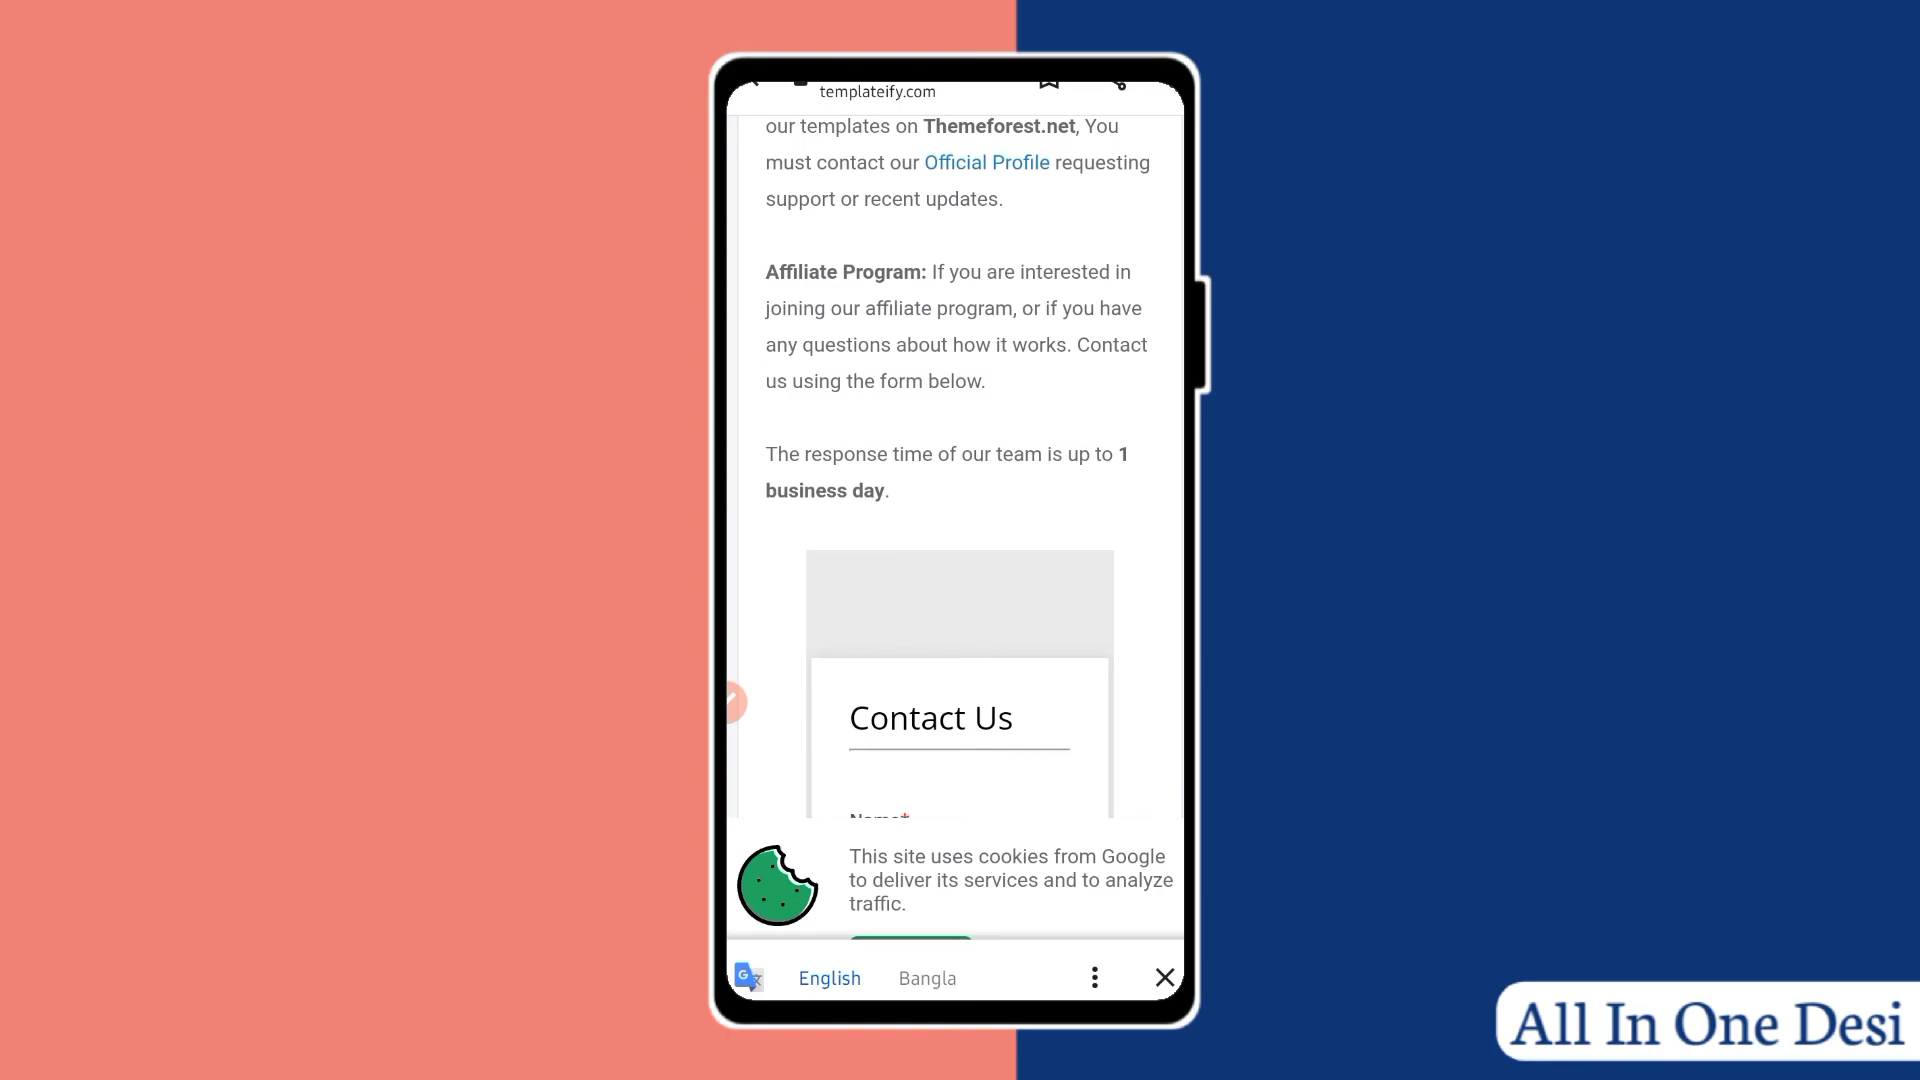 templateify.com
our templates on Themeforest.net, You
must contact our Official Profile requesting
support or recent updates.
Affiliate Program: If you are interested in
joining our affiliate program, or if you have
any questions about how it works. Contact
us using the form below.
The response time of our team is up to 1
business day.
Contact Us
Name*
This site uses cookies from Google
to deliver its services and to analyze
traffic.
English Bangla
All In One Desi